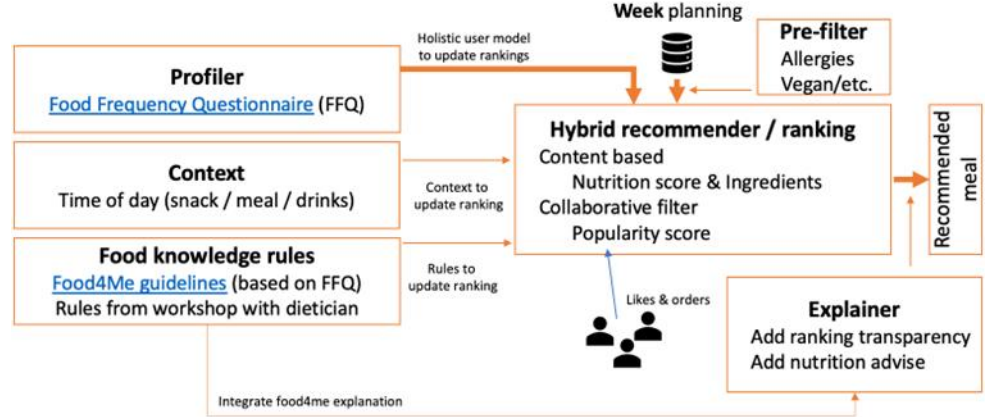 Week planning
Holistic user model
to update rankings
Pre-filter
Allergies
Vegan/etc.
Profiler
Food Frequency Questionnaire (FFQ)
Hybrid recommender / ranking
Content based
Nutrition score & Ingredients
Collaborative filter
Popularity score
Recommended
meal
Context
Time of day (snack / meal / drinks)
Context to
update ranking
Food knowledge rules
Food4Me guidelines (based on FFQ)
Rules from workshop with dietician
Rules to
update ranking
Likes & orders
Explainer
Add ranking transparency
Add nutrition advise
Integrate food4me explanation